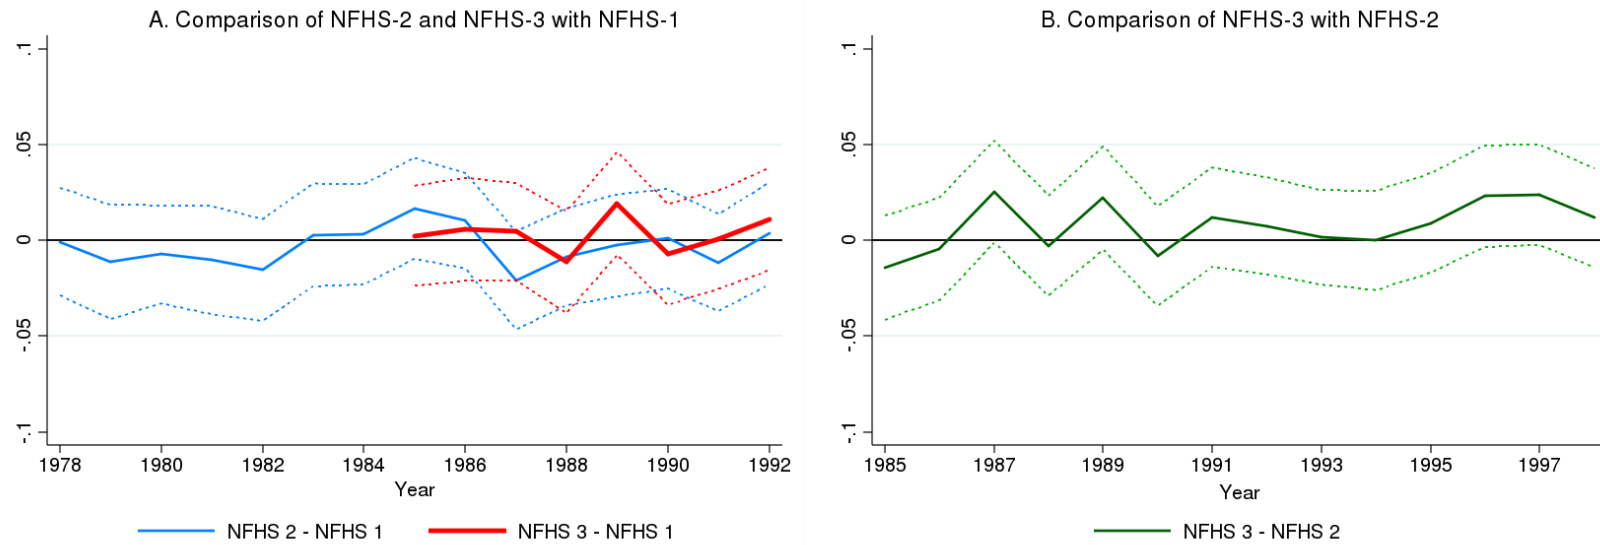 A. Comparison of NFHS-2 and NFHS-3 with NFHS-1
.1
.05
0
-.05
-.1
1978 1980 1982 1984 1986 1988 1990 1992
Year
NFHS 2 - NFHS 1 NFHS 3 - NFHS 1
B. Comparison of NFHS-3 with NFHS-2
.1
.05
0
-.05
-.1
1985 1987 1989 1991 1993 1995 1997
Year
NFHS 3 - NFHS 2